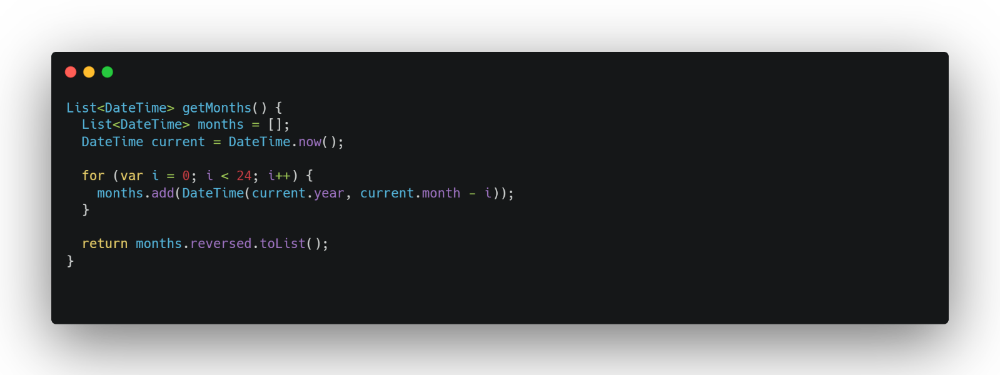 List<DateTime> getMonths() {
  List<DateTime> months = [];
  DateTime current = DateTime.now();

  for (var i = 0; i < 24; i++) {
    months.add(DateTime(current.year, current.month - i));
  }

  return months.reversed.toList();
}